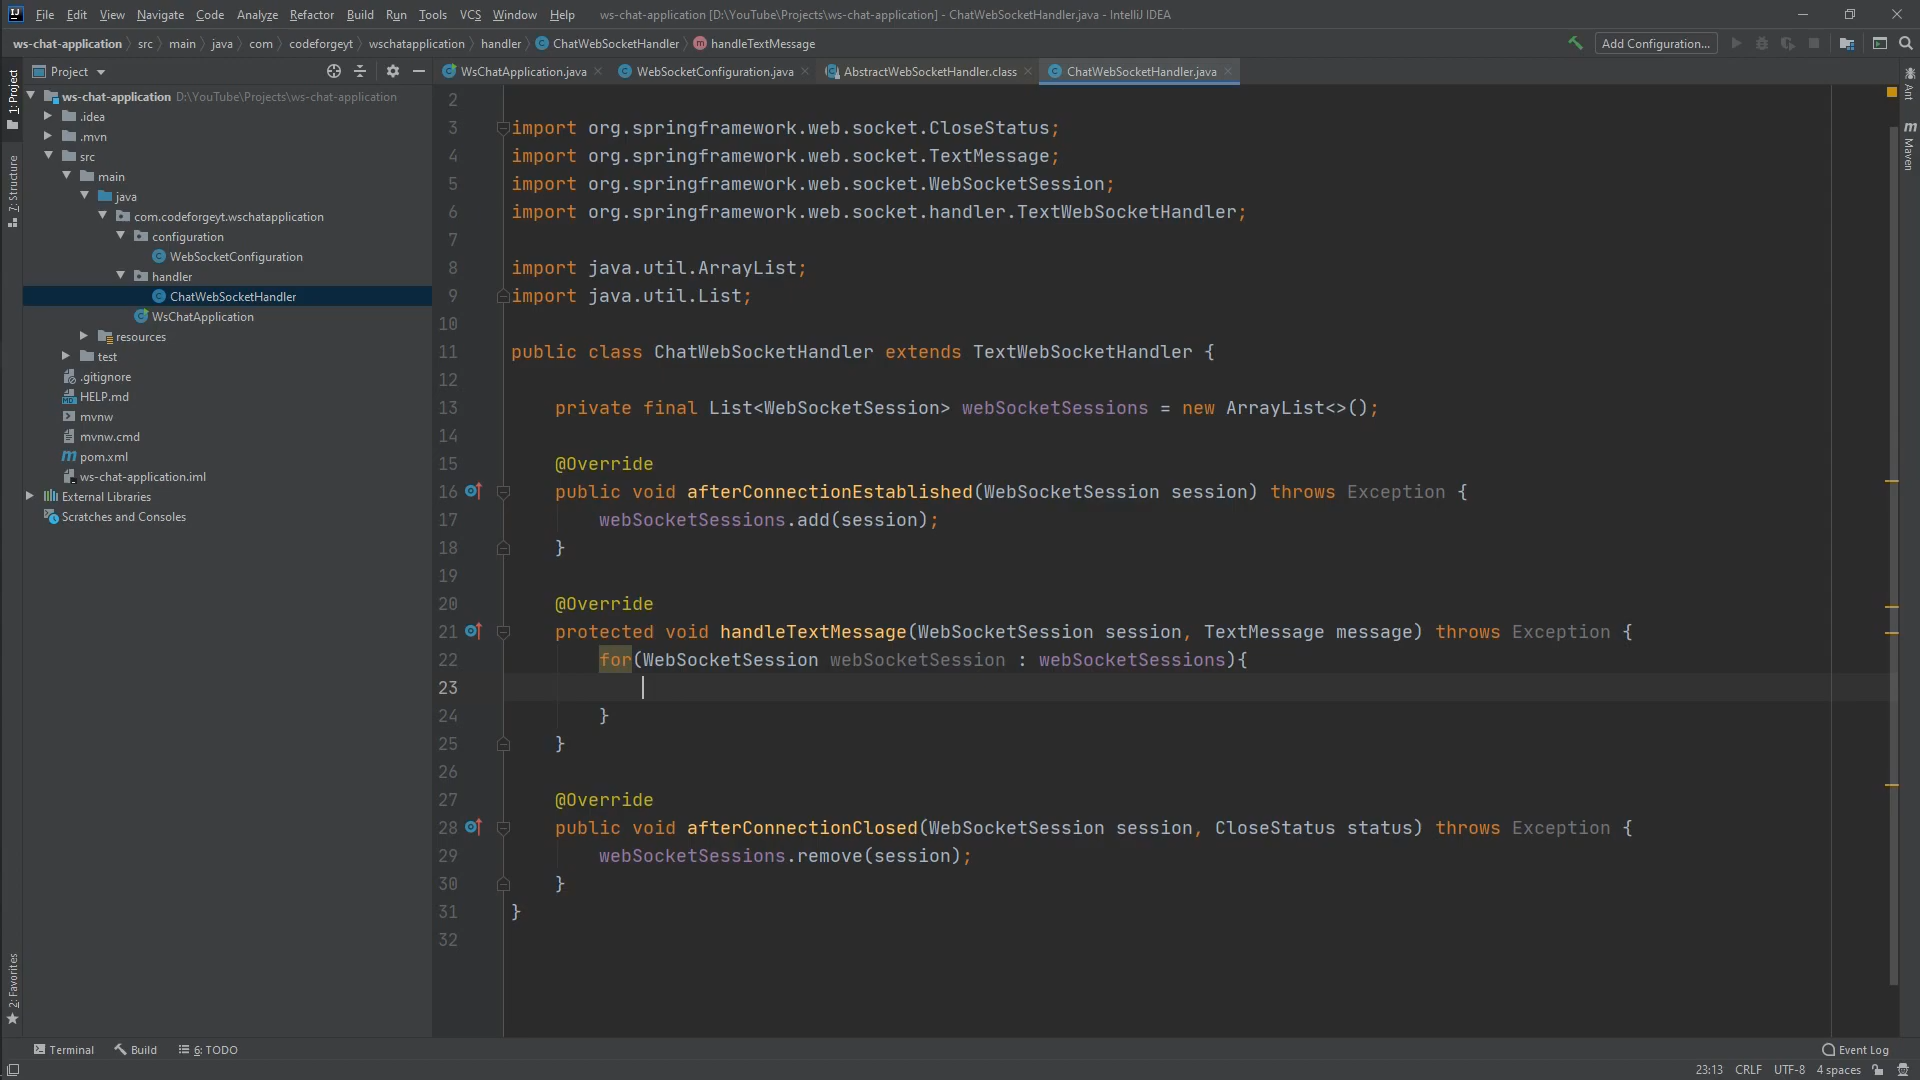 File Edit View Navigate Code Analyze Refactor Build Run Tools VCS Window Help ws-chat-application [D:\YouTube\Projects\ws-chat-application] - ChatWebSocketHandler.java - IntelliJ IDEA
ws-chat-application src main java com codeforgeyt wschatapplication handler ChatWebSocketHandler handleTextMessage Add Configuration...
Project
WsChatApplication.java WebSocketConfiguration.java AbstractWebSocketHandler.class ChatWebSocketHandler.java
1: Project
7: Structure
2: Favorites
Ant
Maven
ws-chat-application D:\YouTube\Projects\ws-chat-application
.idea
.mvn
src
main
java
com.codeforgeyt.wschatapplication
configuration
WebSocketConfiguration
handler
ChatWebSocketHandler
WsChatApplication
resources
test
.gitignore
HELP.md
mvnw
mvnw.cmd
pom.xml
ws-chat-application.iml
External Libraries
Scratches and Consoles
2
3 import org.springframework.web.socket.CloseStatus;
4 import org.springframework.web.socket.TextMessage;
5 import org.springframework.web.socket.WebSocketSession;
6 import org.springframework.web.socket.handler.TextWebSocketHandler;
7
8 import java.util.ArrayList;
9 import java.util.List;
10
11 public class ChatWebSocketHandler extends TextWebSocketHandler {
12
13 private final List<WebSocketSession> webSocketSessions = new ArrayList<>();
14
15 @Override
16 public void afterConnectionEstablished(WebSocketSession session) throws Exception {
17 webSocketSessions.add(session);
18 }
19
20 @Override
21 protected void handleTextMessage(WebSocketSession session, TextMessage message) throws Exception {
22 for(WebSocketSession webSocketSession : webSocketSessions){
23
24 }
25 }
26
27 @Override
28 public void afterConnectionClosed(WebSocketSession session, CloseStatus status) throws Exception {
29 webSocketSessions.remove(session);
30 }
31 }
32
Terminal Build 6: TODO Event Log
23:13 CRLF UTF-8 4 spaces